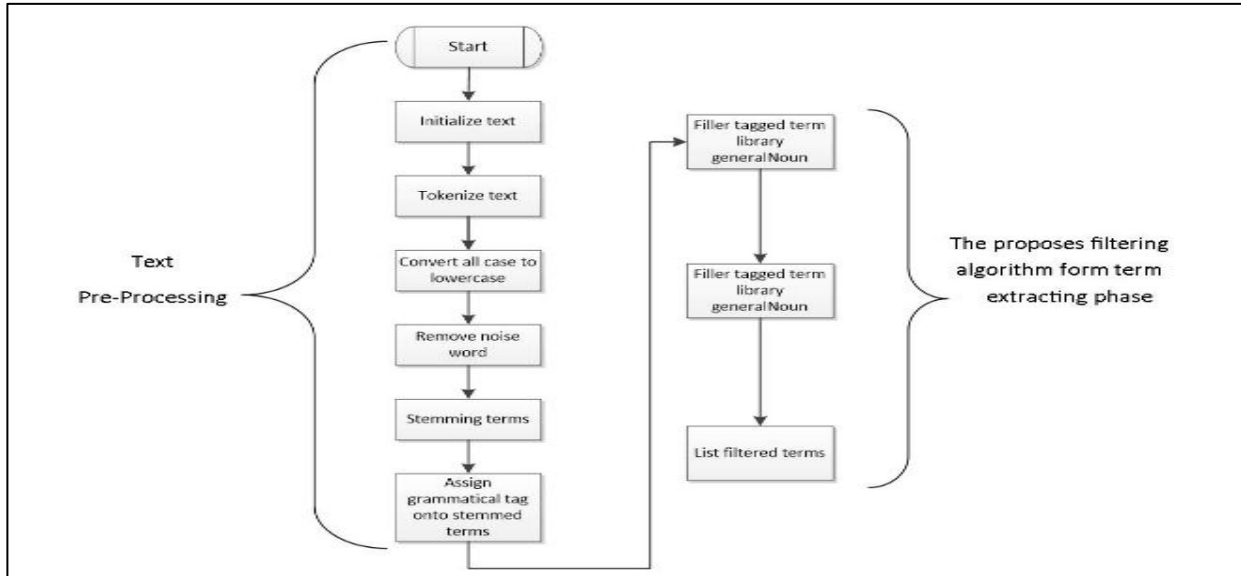 Start
Initialize text
Tokenize text
Convert all case to
lowercase
Remove noise
word
Stemming terms
Assign
grammatical tag
onto stemmed
terms
Text
Pre-Processing
Filler tagged term
library
generalNoun
Filler tagged term
library
generalNoun
List filtered terms
The proposes filtering
algorithm form term
extracting phase